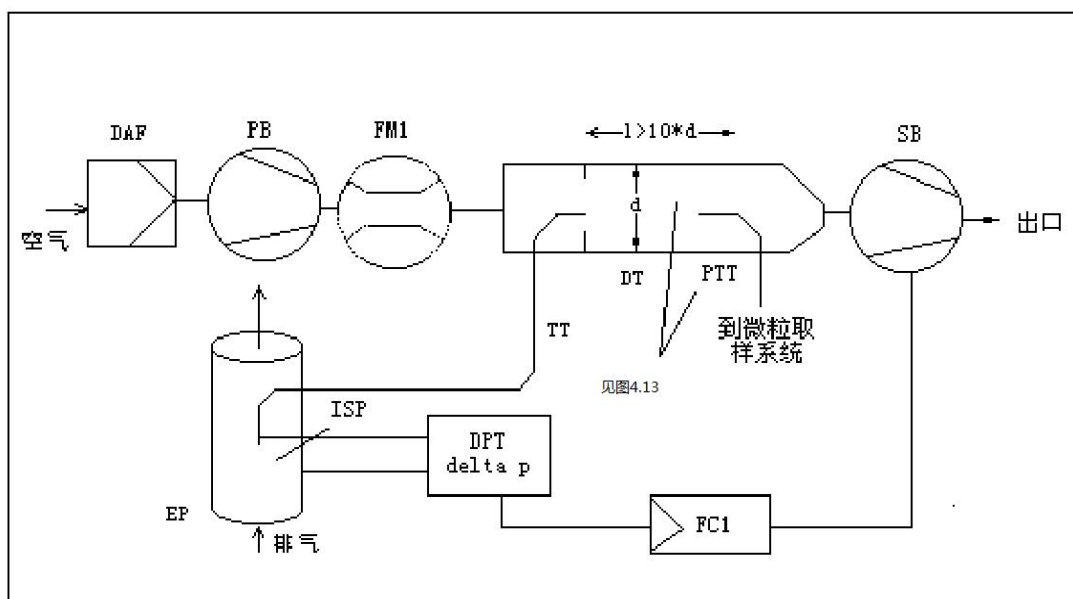 DAF
PB
FM1
l>10*d
SB
空气
d
出口
DT
PTT
TT
到微粒取
样系统
见图4.13
ISP
DPT
delta p
EP
FC1
排气